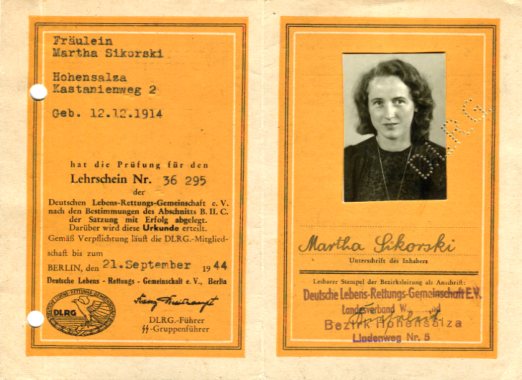 Fräulein
Martha Sikorski
Hohensalza
Kastanienweg 2
Geb. 12.12.1914
hat die Prüfung für den
Lehrschein Nr. 36 295
der
Deutschen Lebens-Rettungs-Gemeinschaft e. V.
nach den Bestimmungen des Abschnitts B. II. C.
der Satzung mit Erfolg abgelegt.
Darüber wird diese Urkunde erteilt.
Gemäß Verpflichtung läuft die DLRG.-Mitglied-
schaft bis zum
BERLIN, den 21. September 1944
Deutsche Lebens - Rettungs - Gemeinschaft e. V., Berlin
DLRG
DLRG.-Führer
SS-Gruppenführer
D.L.R.G.
Martha Sikorski
Unterschrift des Inhabers
Lesbarer Stempel der Bezirksleitung als Anschrift:
Deutsche Lebens-Rettungs-Gemeinschaft E.V.
Landesverband W
Bezirk Hohensalza
Lindenweg Nr. 5